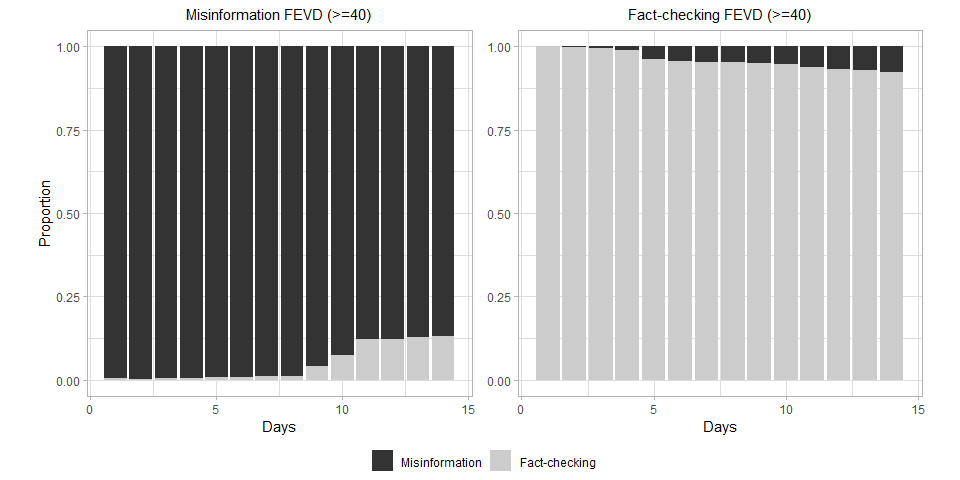 Misinformation FEVD (>=40)
Fact-checking FEVD (>=40)
Proportion
1.00
0.75
0.50
0.25
0.00
0
5
10
15
Days
1.00
0.75
0.50
0.25
0.00
0
5
10
15
Days
Misinformation
Fact-checking